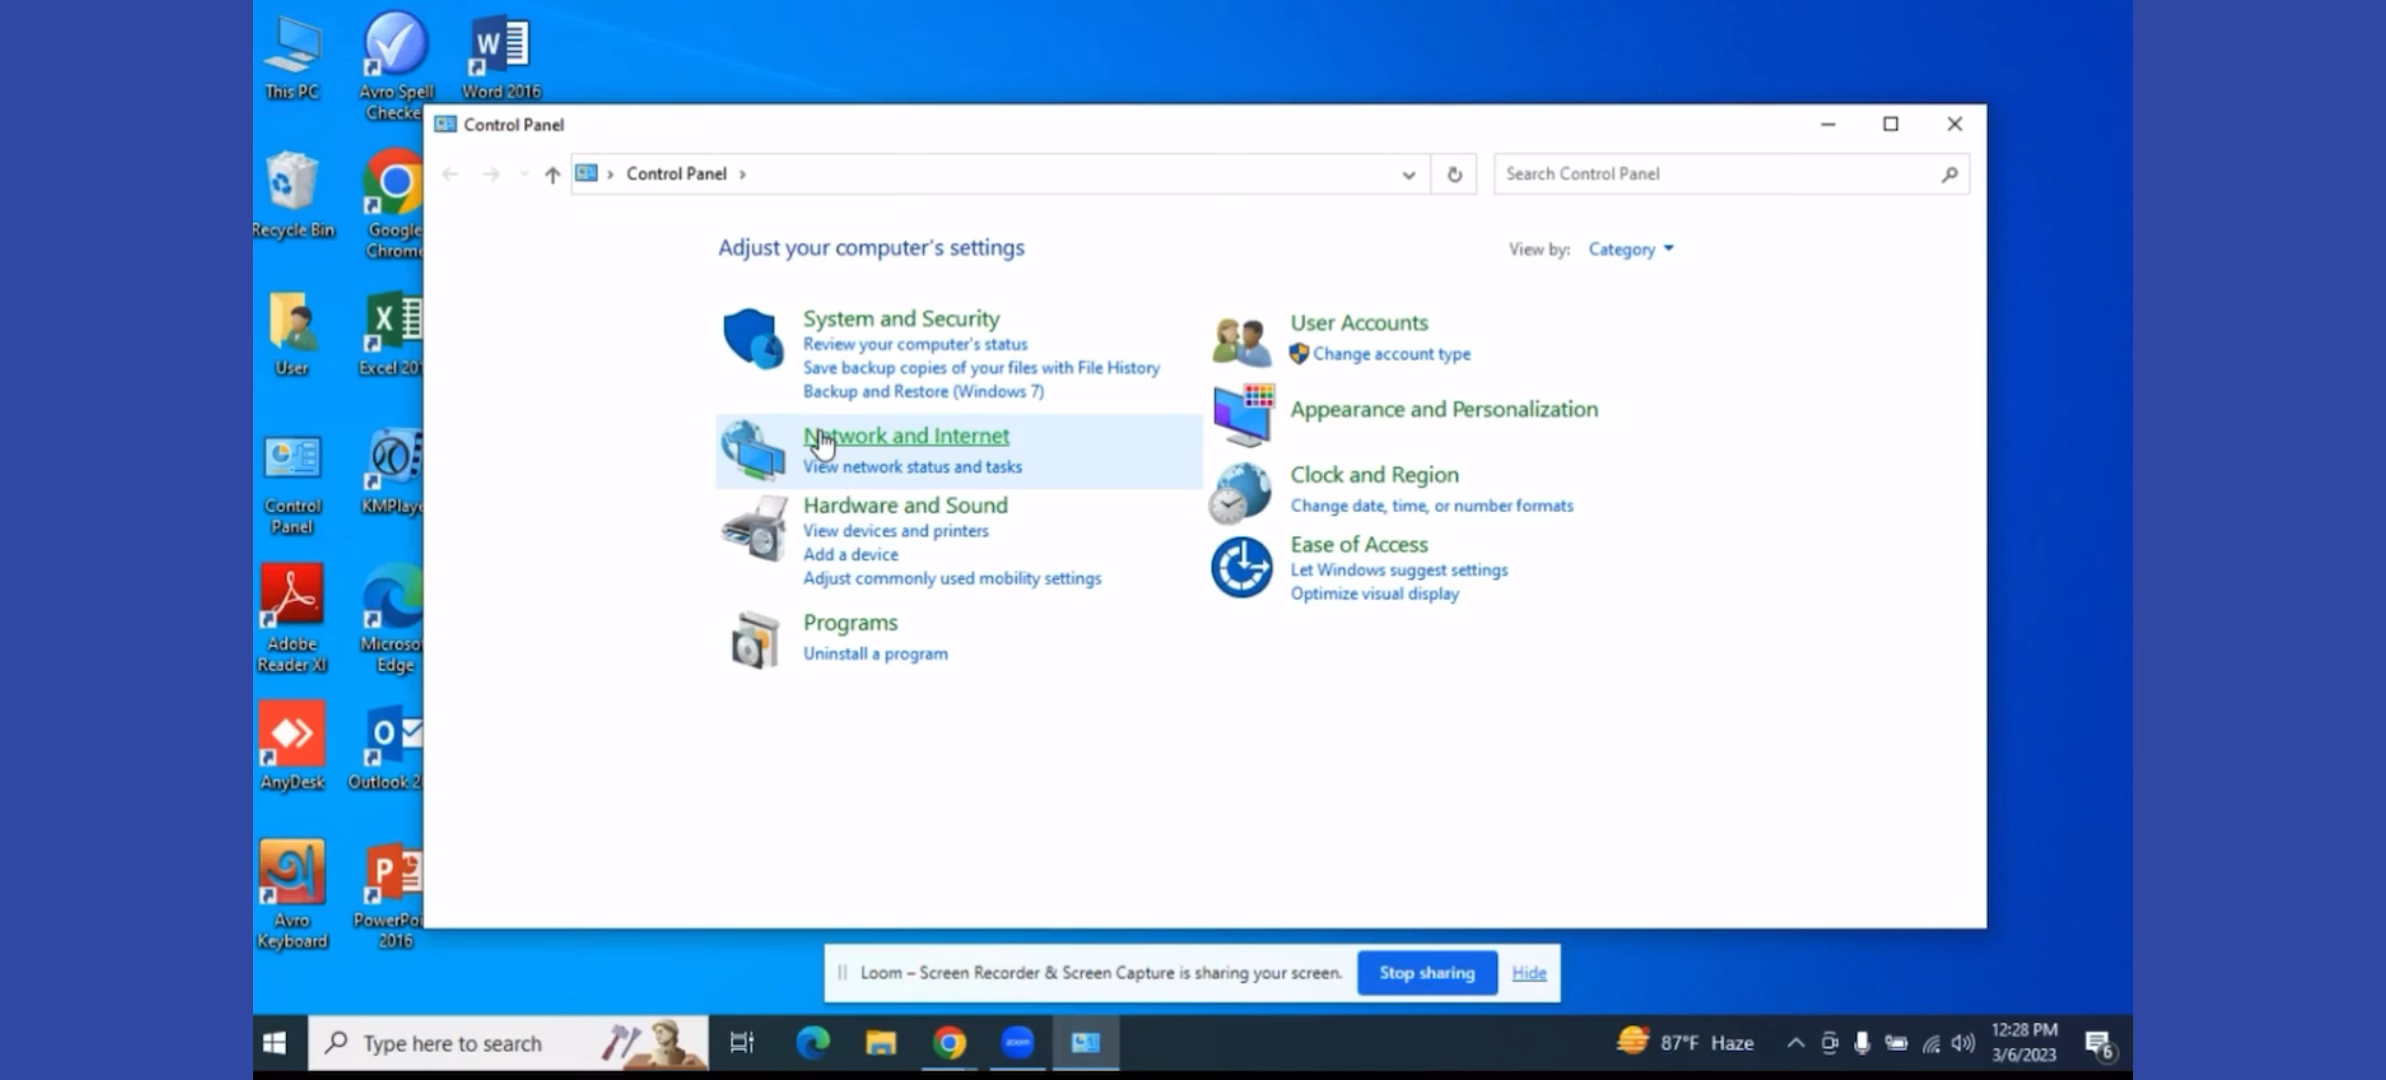 This PC
Avro Spell
Checke
Word 2016
Recycle Bin
Google
Chrome
User
Excel 20
Control
Panel
KMPlaye
Adobe
Reader XI
Microso
Edge
AnyDesk
Outlook 2
Avro
Keyboard
PowerPoi
2016
Control Panel
Control Panel
Search Control Panel
Adjust your computer's settings
View by: Category
System and Security
Review your computer's status
Save backup copies of your files with File History
Backup and Restore (Windows 7)
Network and Internet
View network status and tasks
Hardware and Sound
View devices and printers
Add a device
Adjust commonly used mobility settings
Programs
Uninstall a program
User Accounts
Change account type
Appearance and Personalization
Clock and Region
Change date, time, or number formats
Ease of Access
Let Windows suggest settings
Optimize visual display
Loom – Screen Recorder & Screen Capture is sharing your screen. Stop sharing Hide
Type here to search
zoom
87°F Haze
12:28 PM
3/6/2023
6